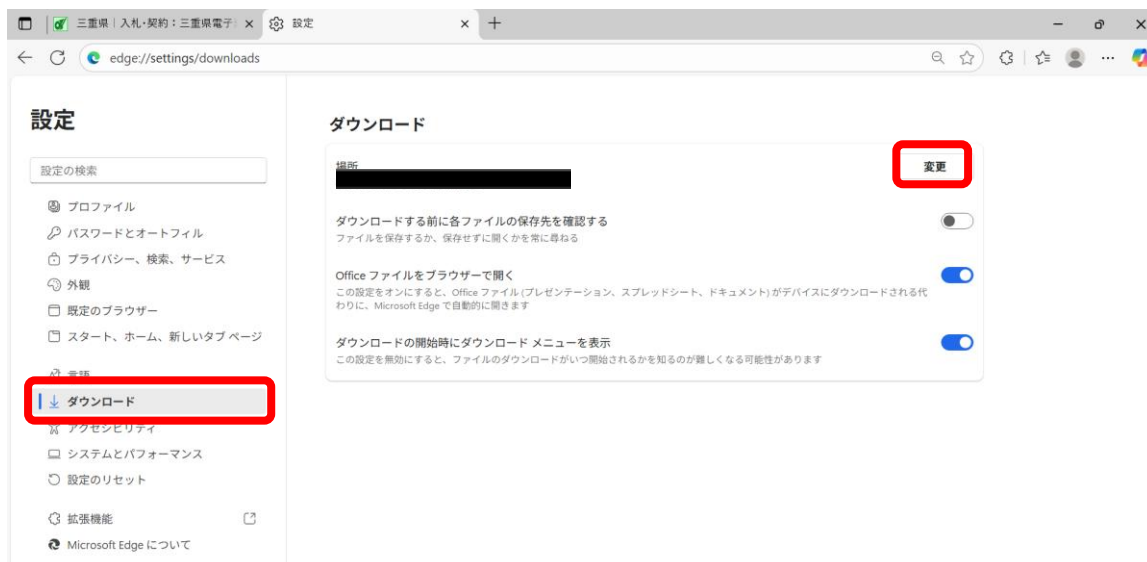 三重県｜入札・契約：三重県電子
設定
edge://settings/downloads
設定
設定の検索
プロファイル
パスワードとオートフィル
プライバシー、検索、サービス
外観
既定のブラウザー
スタート、ホーム、新しいタブ ページ
言語
ダウンロード
アクセシビリティ
システムとパフォーマンス
設定のリセット
拡張機能
Microsoft Edge について
ダウンロード
場所
変更
ダウンロードする前に各ファイルの保存先を確認する
ファイルを保存するか、保存せずに開くかを常に尋ねる
Office ファイルをブラウザーで開く
この設定をオンにすると、Office ファイル (プレゼンテーション、スプレッドシート、ドキュメント) がデバイスにダウンロードされる代
わりに、Microsoft Edge で自動的に開きます
ダウンロードの開始時にダウンロード メニューを表示
この設定を無効にすると、ファイルのダウンロードがいつ開始されるかを知るのが難しくなる可能性があります